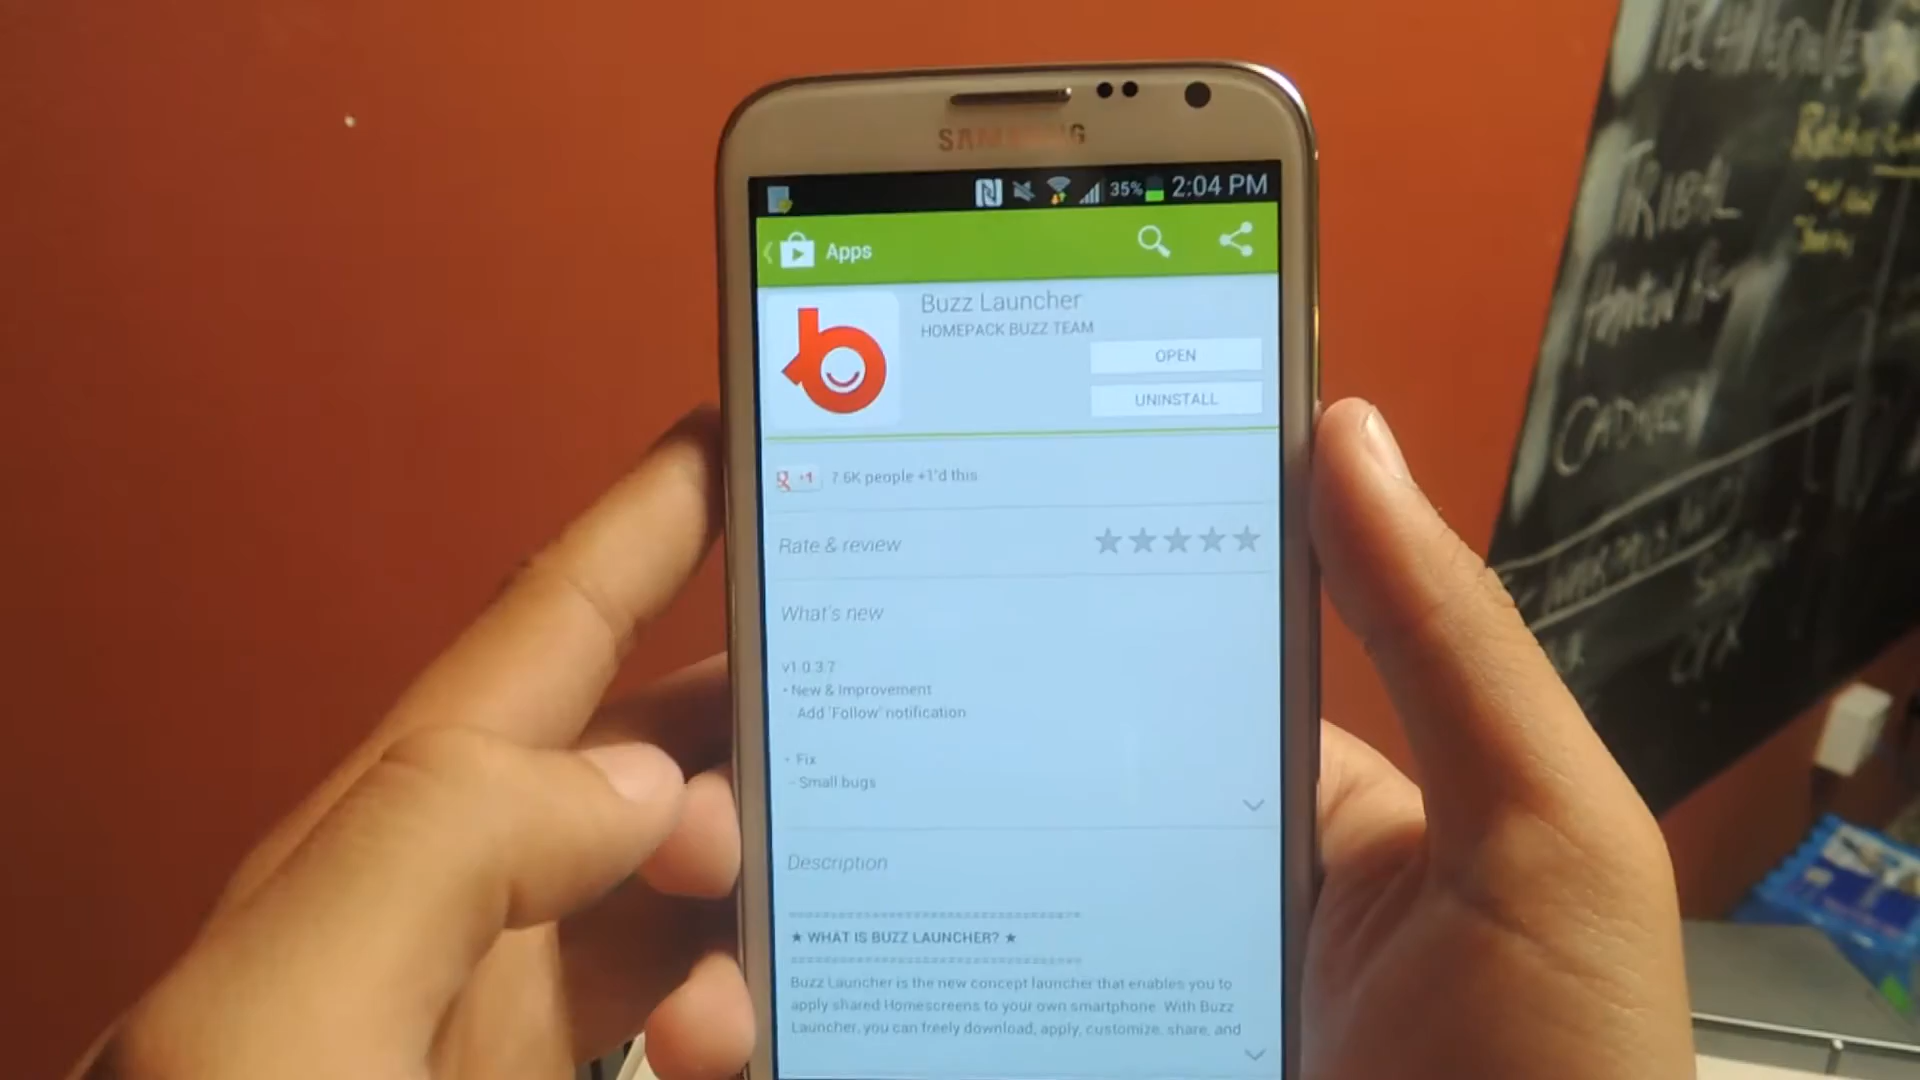 SAMSUNG
35% 2:04 PM
Apps
Buzz Launcher
HOMEPACK BUZZ TEAM
OPEN
UNINSTALL
+1 7.6K people +1'd this
Rate & review
What's new
v1.0.3.7
• New & Improvement
- Add 'Follow' notification
• Fix
- Small bugs
Description
★ WHAT IS BUZZ LAUNCHER? ★
Buzz Launcher is the new concept launcher that enables you to
apply shared Homescreens to your own smartphone. With Buzz
Launcher, you can freely download, apply, customize, share, and
TRIBAL